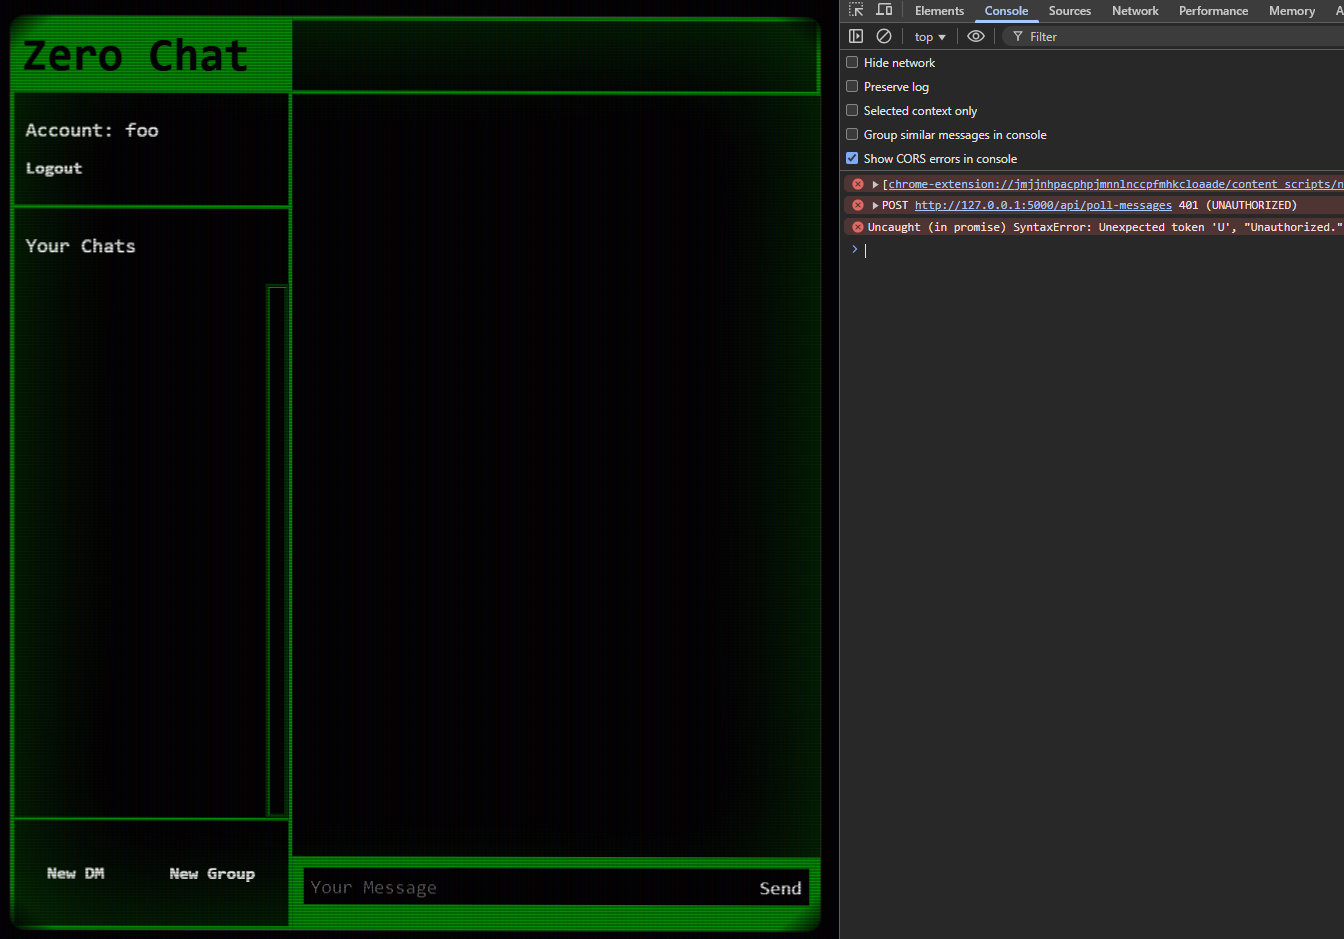 Zero Chat
Account: foo
Logout
Your Chats
New DM
New Group
Your Message
Send
Elements Console Sources Network Performance Memory A
top Filter
Hide network
Preserve log
Selected context only
Group similar messages in console
Show CORS errors in console
[chrome-extension://jmjjnhpacphpjmnnlnccpfmhkcloaade/content_scripts/n
POST http://127.0.0.1:5000/api/poll-messages 401 (UNAUTHORIZED)
Uncaught (in promise) SyntaxError: Unexpected token 'U', "Unauthorized."